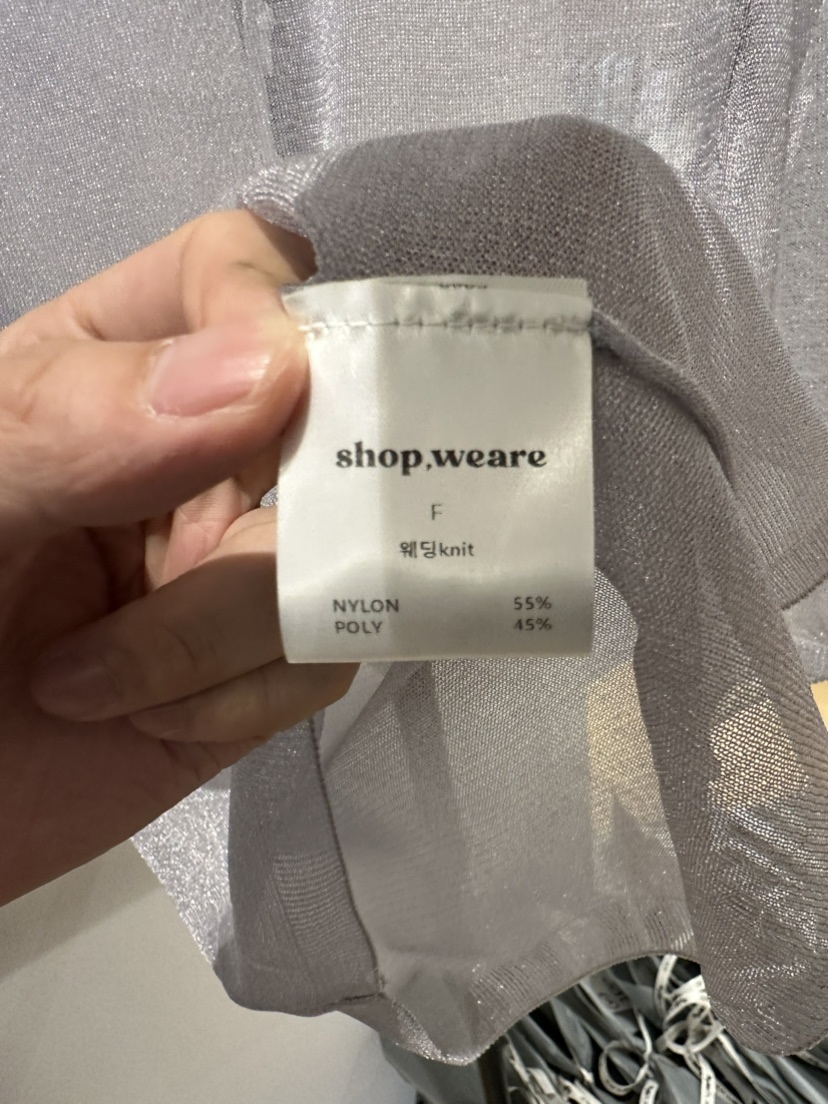 shop,weare
F
웨딩knit
NYLON 55%
POLY 45%